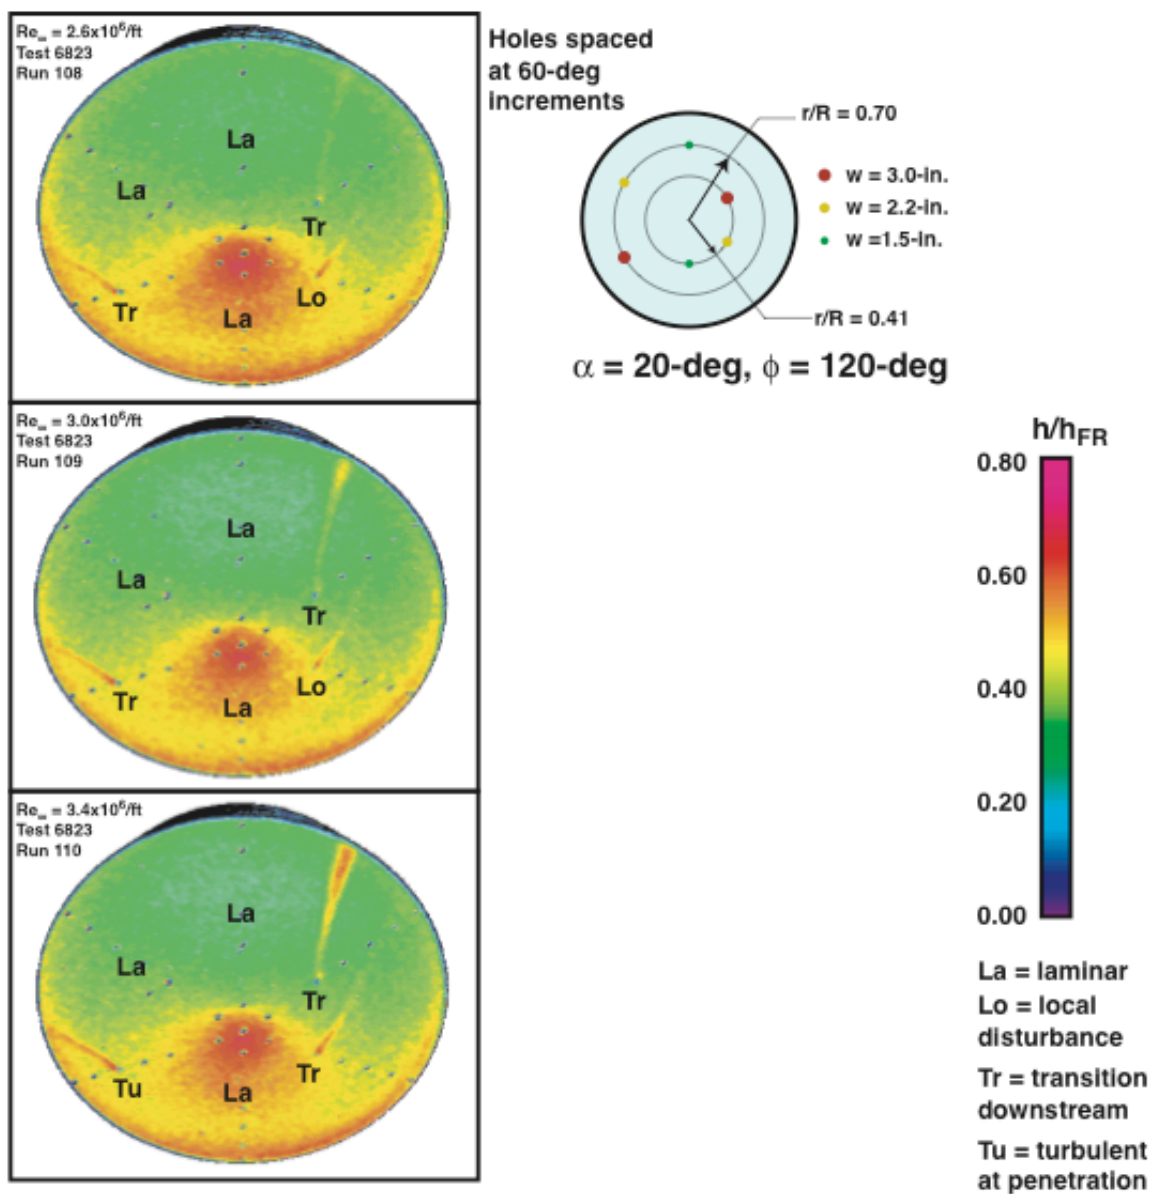 Re∞ = 2.6x10⁶/ft
Test 6823
Run 108
La
La
Tr
Lo
Tr
La
Holes spaced
at 60-deg
increments
r/R = 0.70
w = 3.0-in.
w = 2.2-in.
w =1.5-in.
r/R = 0.41
α = 20-deg, ϕ = 120-deg
Re∞ = 3.0x10⁶/ft
Test 6823
Run 109
La
La
Tr
Lo
Tr
La
h/hFR
0.80
0.60
0.40
0.20
0.00
Re∞ = 3.4x10⁶/ft
Test 6823
Run 110
La
La
Tr
Tr
Tu
La
La = laminar
Lo = local
disturbance
Tr = transition
downstream
Tu = turbulent
at penetration